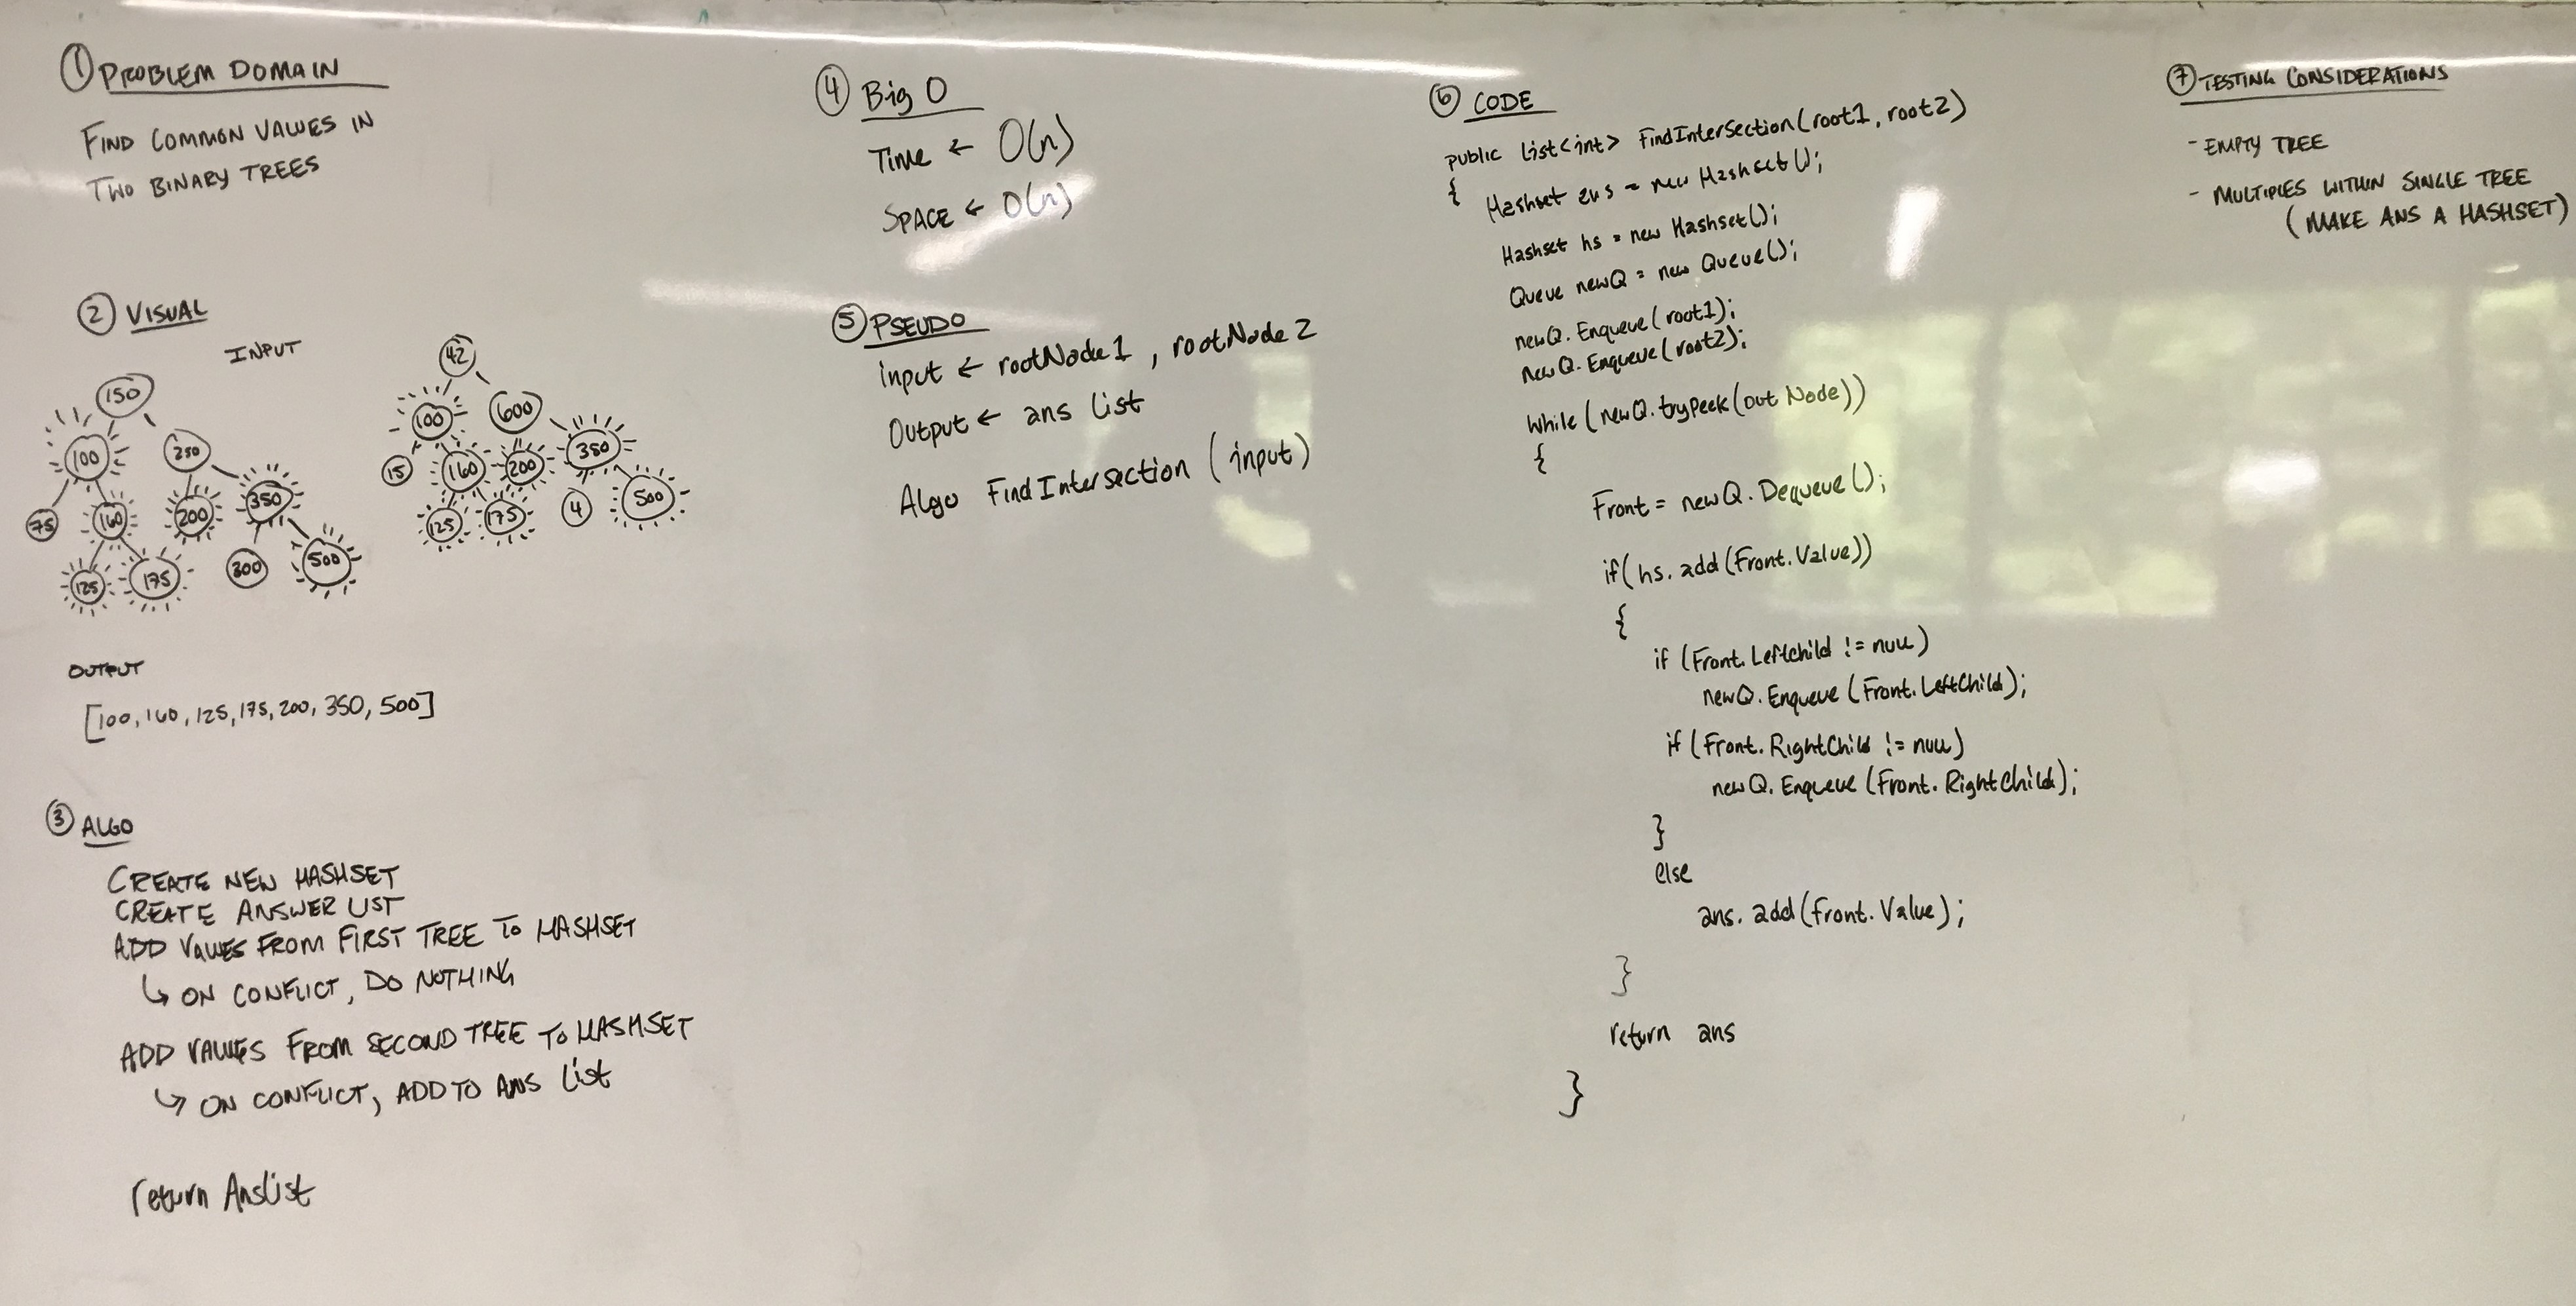 ① PROBLEM DOMAIN
FIND COMMON VALUES IN
TWO BINARY TREES
② VISUAL
INPUT
150
100 250
75 160 200 350
125 175 300 500
42
100 600
15 160 200 350
125 175 4 500
OUTPUT
[100, 160, 125, 175, 200, 350, 500]
③ ALGO
CREATE NEW HASHSET
CREATE ANSWER LIST
ADD VALUES FROM FIRST TREE TO HASHSET
↳ ON CONFLICT, DO NOTHING
ADD VALUES FROM SECOND TREE TO HASHSET
↳ ON CONFLICT, ADD TO ANS List
return AnsList
④ Big O
Time ← O(n)
SPACE ← O(n)
⑤ PSEUDO
input ← rootNode1, rootNode2
Output ← ans list
Algo FindIntersection (input)
⑥ CODE
public List<int> FindIntersection(root1, root2)
{ Hashset ans = new Hashset();
Hashset hs = new Hashset();
Queue newQ = new Queue();
newQ.Enqueue(root1);
newQ.Enqueue(root2);
While (newQ.tryPeek(out Node))
{
Front = newQ.Dequeue();
if(hs.add(Front.Value))
{
if (Front.LeftChild != null)
newQ.Enqueue (Front.LeftChild);
if (Front.RightChild != null)
newQ.Enqueue (Front.RightChild);
}
else
ans.add(Front.Value);
}
return ans
}
⑦ TESTING CONSIDERATIONS
- EMPTY TREE
- MULTIPLES WITHIN SINGLE TREE
(MAKE ANS A HASHSET)